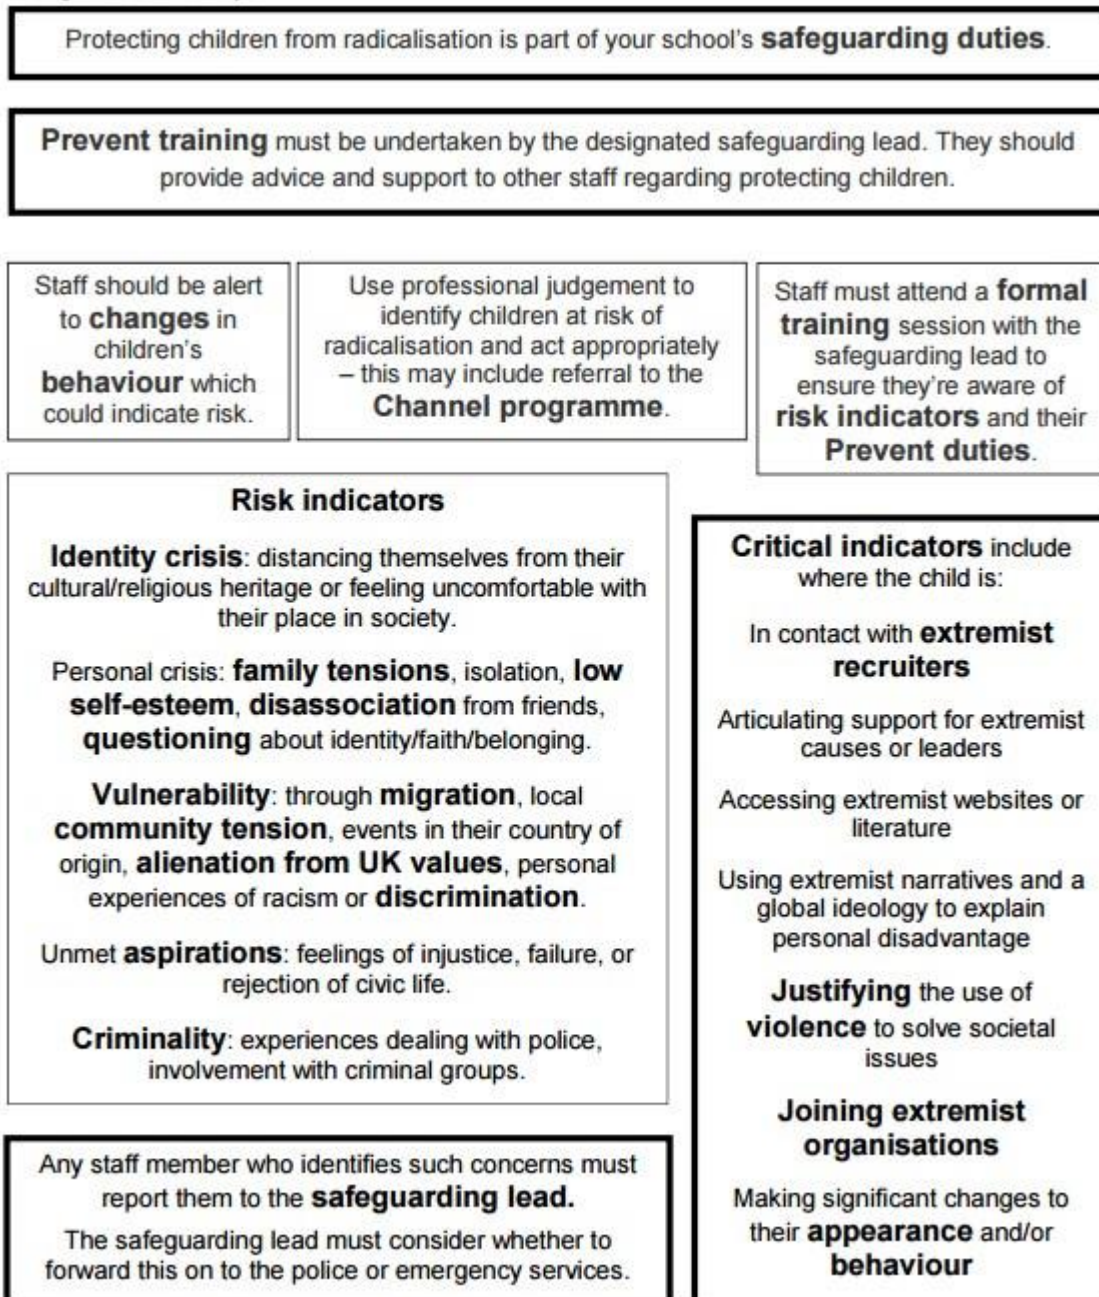 Protecting children from radicalisation is part of your school's safeguarding duties.
Prevent training must be undertaken by the designated safeguarding lead. They should
provide advice and support to other staff regarding protecting children.
Staff should be alert
to changes in
children's
behaviour which
could indicate risk.
Use professional judgement to
identify children at risk of
radicalisation and act appropriately
– this may include referral to the
Channel programme.
Staff must attend a formal
training session with the
safeguarding lead to
ensure they're aware of
risk indicators and their
Prevent duties.
Risk indicators
Identity crisis: distancing themselves from their
cultural/religious heritage or feeling uncomfortable with
their place in society.
Personal crisis: family tensions, isolation, low
self-esteem, disassociation from friends,
questioning about identity/faith/belonging.
Vulnerability: through migration, local
community tension, events in their country of
origin, alienation from UK values, personal
experiences of racism or discrimination.
Unmet aspirations: feelings of injustice, failure, or
rejection of civic life.
Criminality: experiences dealing with police,
involvement with criminal groups.
Any staff member who identifies such concerns must
report them to the safeguarding lead.
The safeguarding lead must consider whether to
forward this on to the police or emergency services.
Critical indicators include
where the child is:
In contact with extremist
recruiters
Articulating support for extremist
causes or leaders
Accessing extremist websites or
literature
Using extremist narratives and a
global ideology to explain
personal disadvantage
Justifying the use of
violence to solve societal
issues
Joining extremist
organisations
Making significant changes to
their appearance and/or
behaviour